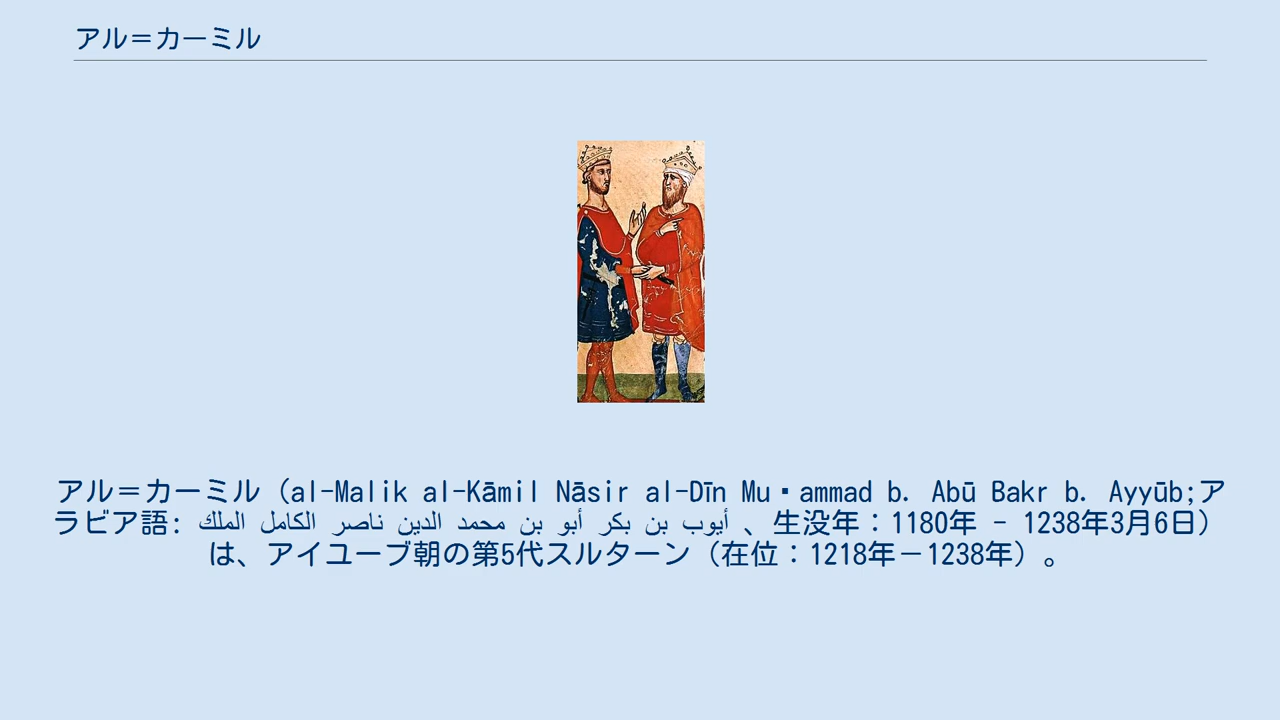 アル＝カーミル
アル＝カーミル（al-Malik al-Kāmil Nāsir al-Dīn Mu･ammad b. Abū Bakr b. Ayyūb;ア
ラビア語: الملك الكامل ناصر الدين محمد بن أبو بكر بن أيوب 、生没年：1180年 - 1238年3月6日）
は、アイユーブ朝の第5代スルターン（在位：1218年－1238年）。